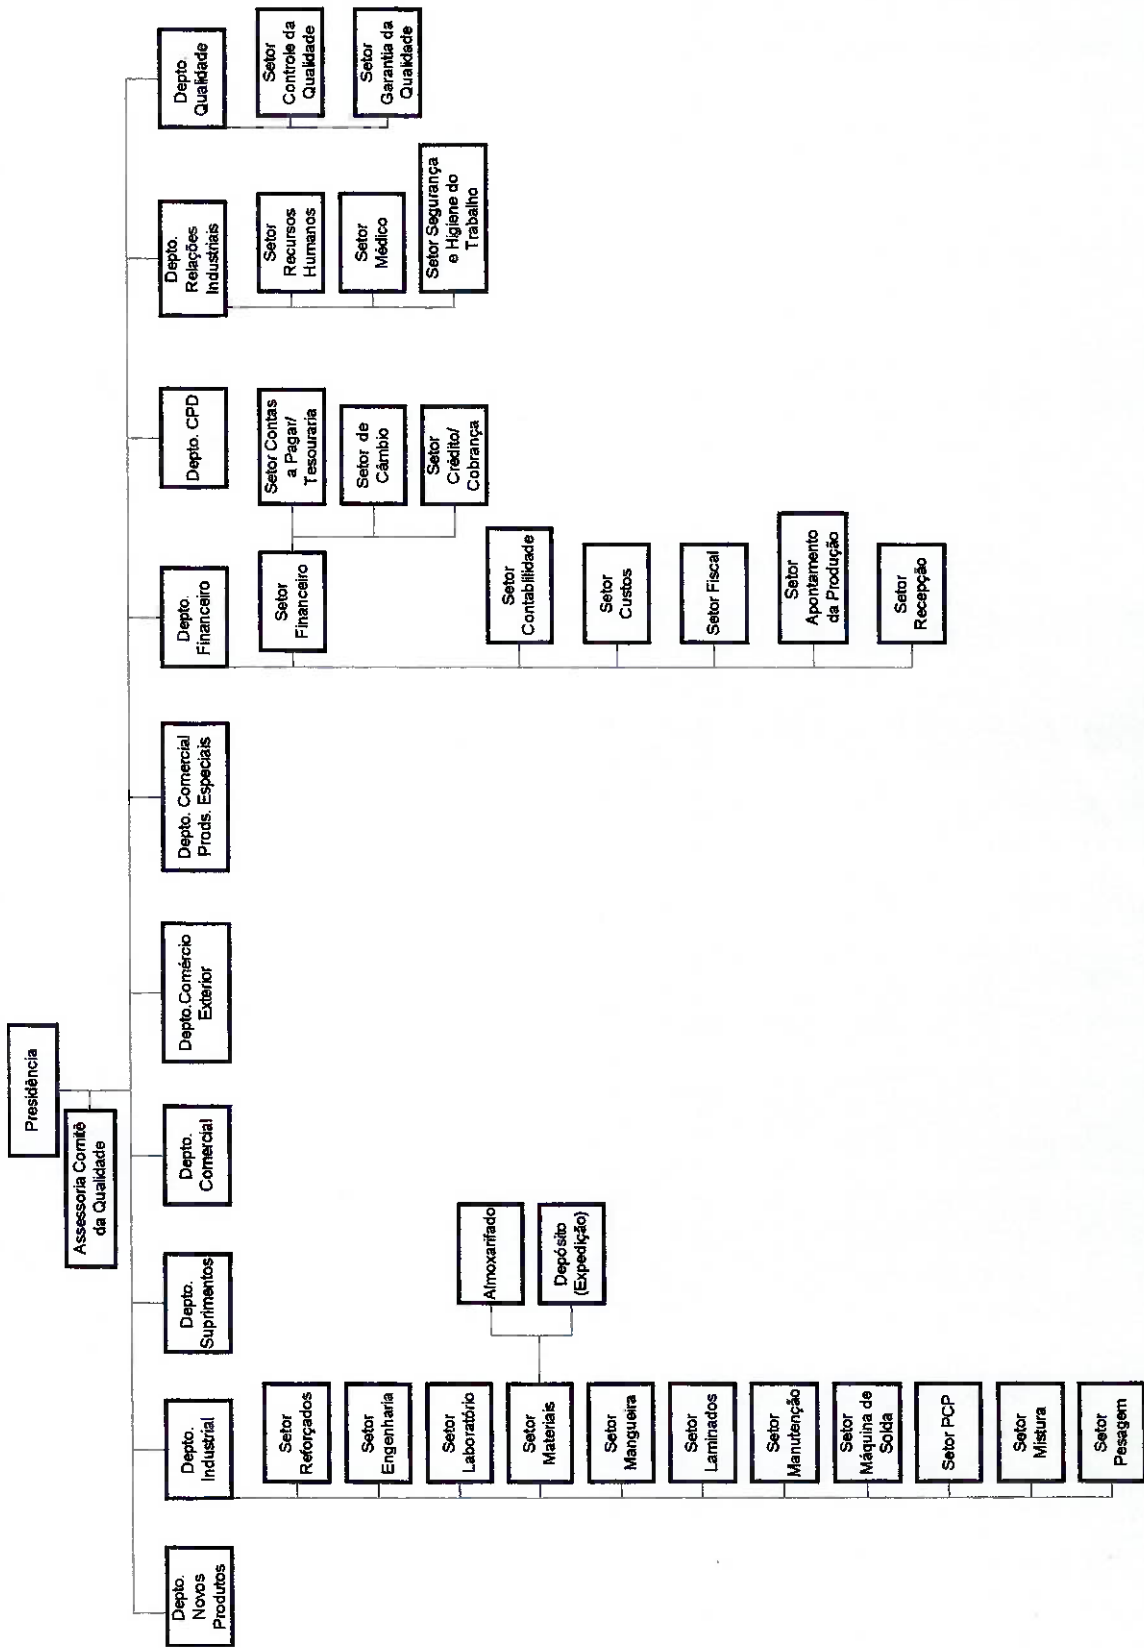 Presidência
Assessoria Comitê
da Qualidade
Depto.
Novos
Produtos
Depto.
Industrial
Depto.
Suprimentos
Depto.
Comercial
Depto.Comércio
Exterior
Depto. Comercial
Prods. Especiais
Depto.
Financeiro
Depto. CPD
Depto.
Relações
Industriais
Depto.
Qualidade
Setor
Reforçados
Setor
Engenharia
Setor
Laboratório
Setor
Materiais
Almoxarifado
Depósito
(Expedição)
Setor
Mangueira
Setor
Laminados
Setor
Manutenção
Setor
Máquina de
Solda
Setor PCP
Setor
Mistura
Setor
Pesagem
Setor
Financeiro
Setor Contas
a Pagar/
Tesouraria
Setor de
Câmbio
Setor
Crédito/
Cobrança
Setor
Contabilidade
Setor
Custos
Setor Fiscal
Setor
Apontamento
da Produção
Setor
Recepção
Setor
Recursos
Humanos
Setor
Médico
Setor Segurança
e Higiene do
Trabalho
Setor
Controle da
Qualidade
Setor
Garantia da
Qualidade